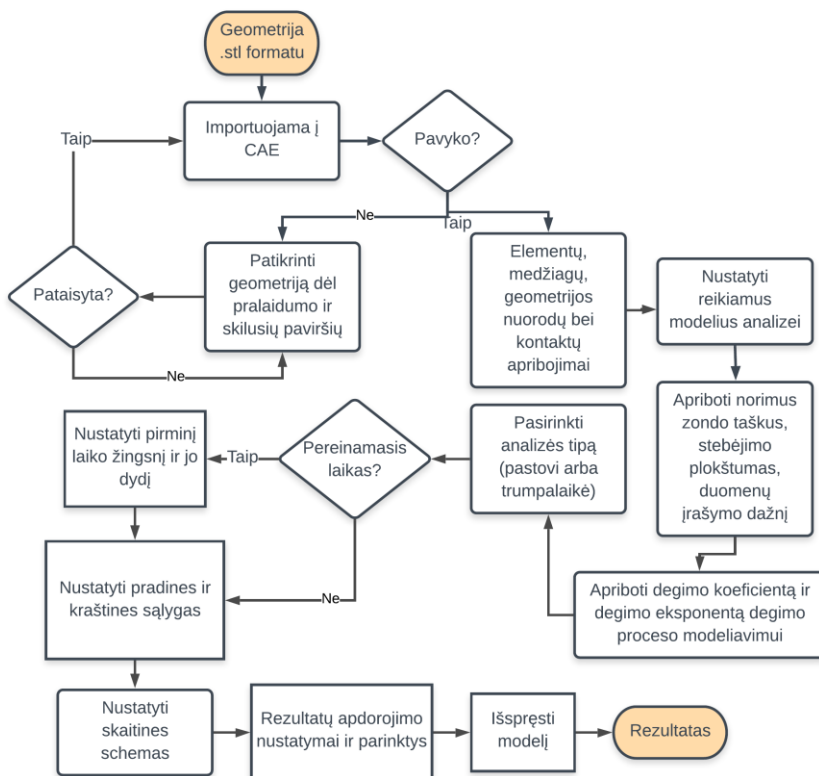 Geometrija
.stl formatu
Importuojama į
CAE
Pavyko?
Taip
Ne
Taip
Patikrinti
geometriją dėl
pralaidumo ir
skilusių paviršių
Pataisyta?
Ne
Elementų,
medžiagų,
geometrijos
nuorodų bei
kontaktų
apribojimai
Nustatyti
reikiamus
modelius analizei
Apriboti norimus
zondo taškus,
stebėjimo
plokštumas,
duomenų
įrašymo dažnį
Apriboti degimo koeficientą ir
degimo eksponentą degimo
proceso modeliavimui
Pasirinkti
analizės tipą
(pastovi arba
trumpalaikė)
Pereinamasis
laikas?
Taip
Ne
Nustatyti pirminį
laiko žingsnį ir jo
dydį
Nustatyti pradines ir
kraštines sąlygas
Nustatyti
skaitines
schemas
Rezultatų apdorojimo
nustatymai ir parinktys
Išspręsti
modelį
Rezultatas